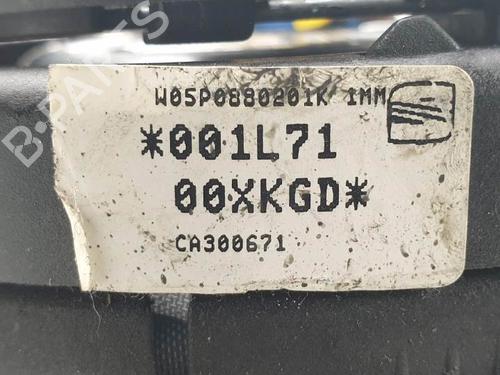 B-PARTS
W05P0880201K 1MM
*001L71
00XKGD*
CA300671